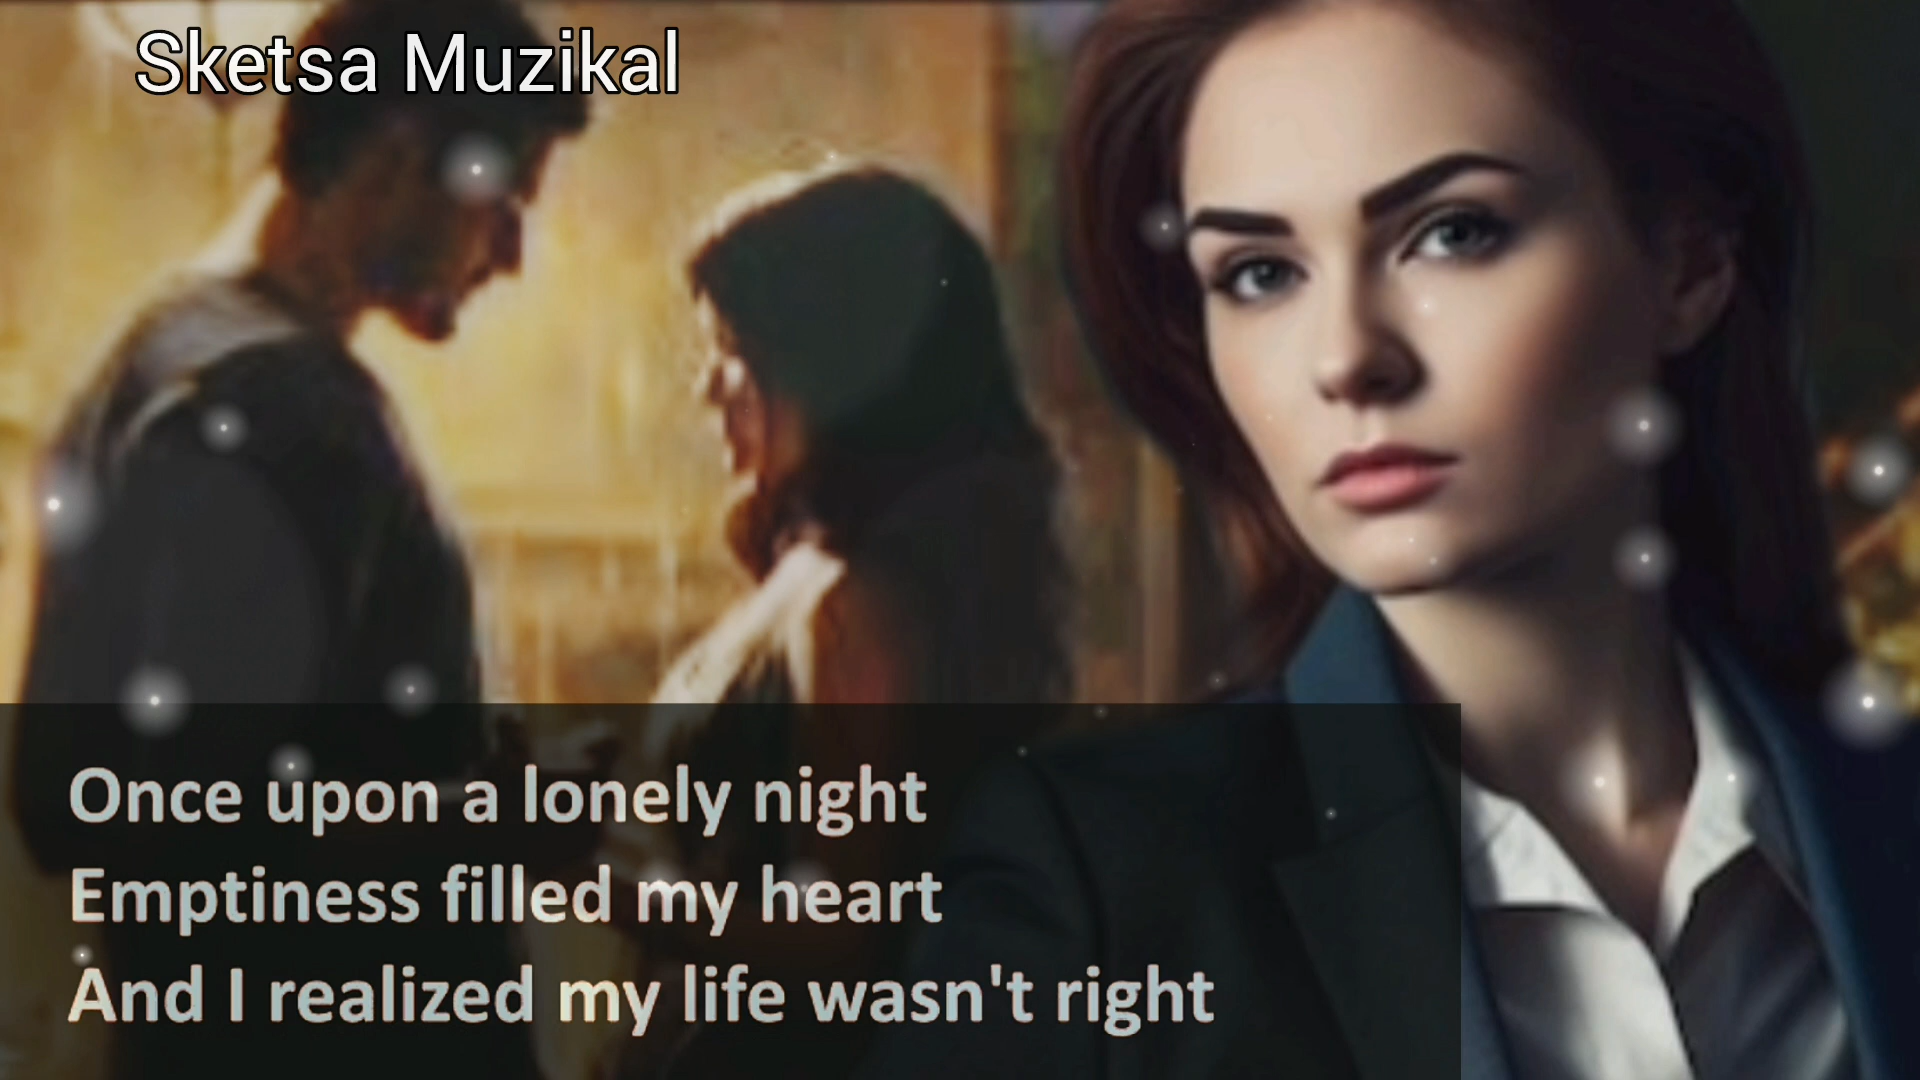 Sketsa Muzikal
Once upon a lonely night
Emptiness filled my heart
And I realized my life wasn't right